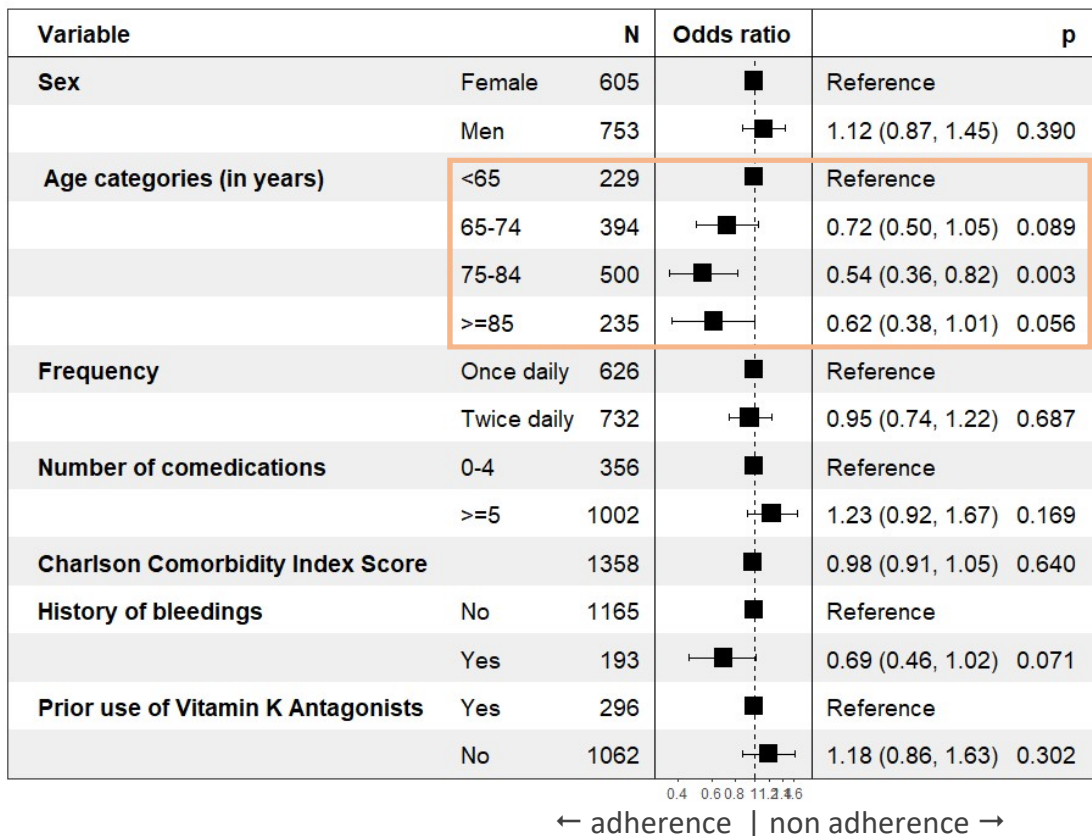 Variable N Odds ratio p
Sex Female 605 Reference
Men 753 1.12 (0.87, 1.45) 0.390
Age categories (in years) <65 229 Reference
65-74 394 0.72 (0.50, 1.05) 0.089
75-84 500 0.54 (0.36, 0.82) 0.003
>=85 235 0.62 (0.38, 1.01) 0.056
Frequency Once daily 626 Reference
Twice daily 732 0.95 (0.74, 1.22) 0.687
Number of comedications 0-4 356 Reference
>=5 1002 1.23 (0.92, 1.67) 0.169
Charlson Comorbidity Index Score 1358 0.98 (0.91, 1.05) 0.640
History of bleedings No 1165 Reference
Yes 193 0.69 (0.46, 1.02) 0.071
Prior use of Vitamin K Antagonists Yes 296 Reference
No 1062 1.18 (0.86, 1.63) 0.302
0.4 0.6 0.8 1 1.2 1.6
← adherence | non adherence →